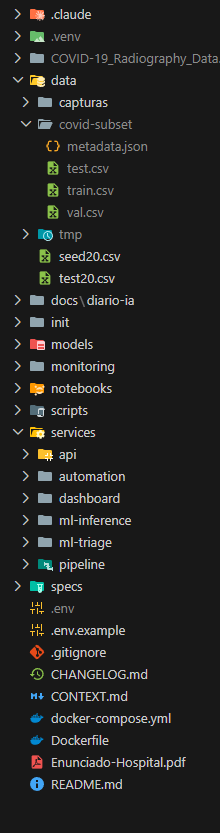 .claude
.venv
COVID-19_Radiography_Data
data
capturas
covid-subset
metadata.json
test.csv
train.csv
val.csv
tmp
seed20.csv
test20.csv
docs\diario-ia
init
models
monitoring
notebooks
scripts
services
api
automation
dashboard
ml-inference
ml-triage
pipeline
specs
.env
.env.example
.gitignore
CHANGELOG.md
CONTEXT.md
docker-compose.yml
Dockerfile
Enunciado-Hospital.pdf
README.md